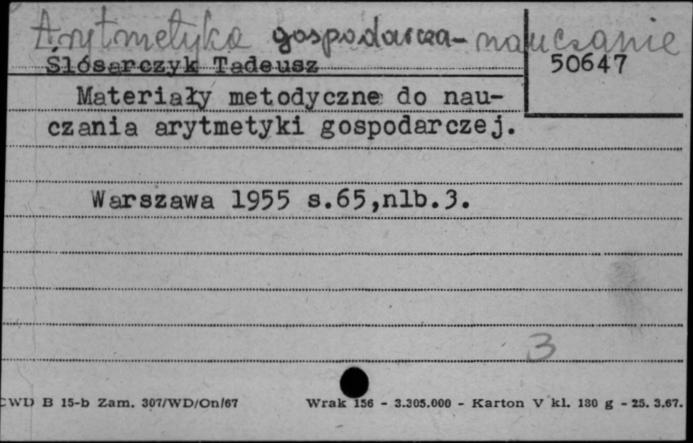 Arytmetyka gospodarcza - nauczanie
Ślósarczyk Tadeusz
50647
Materiały metodyczne do nau-
czania arytmetyki gospodarczej.
Warszawa 1955 s.65,nlb.3.
3
CWD B 15-b Zam. 307/WD/On/67 Wrak 156 - 3.305.000 - Karton V kl. 180 g - 25. 3.67.